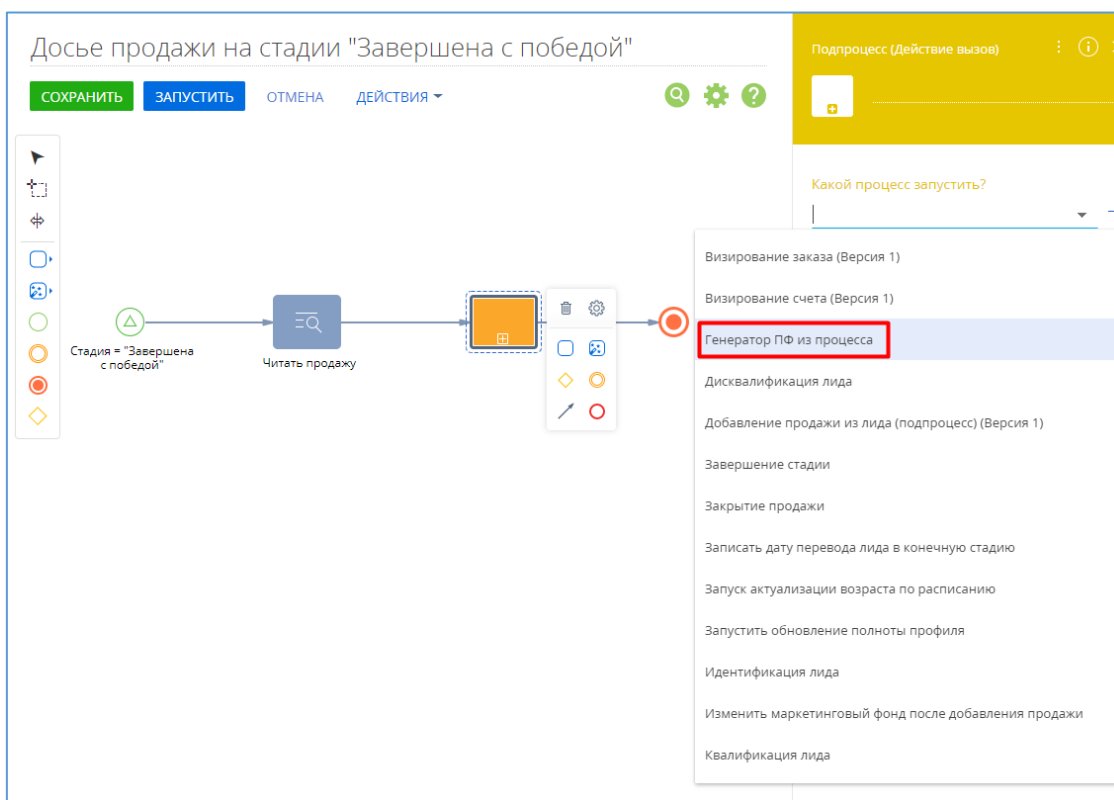 Досье продажи на стадии "Завершена с победой"
СОХРАНИТЬ ЗАПУСТИТЬ ОТМЕНА ДЕЙСТВИЯ
Подпроцесс (Действие вызов)
Какой процесс запустить?
Стадия = "Завершена
с победой"
Читать продажу
Визирование заказа (Версия 1)
Визирование счета (Версия 1)
Генератор ПФ из процесса
Дисквалификация лида
Добавление продажи из лида (подпроцесс) (Версия 1)
Завершение стадии
Закрытие продажи
Записать дату перевода лида в конечную стадию
Запуск актуализации возраста по расписанию
Запустить обновление полноты профиля
Идентификация лида
Изменить маркетинговый фонд после добавления продажи
Квалификация лида